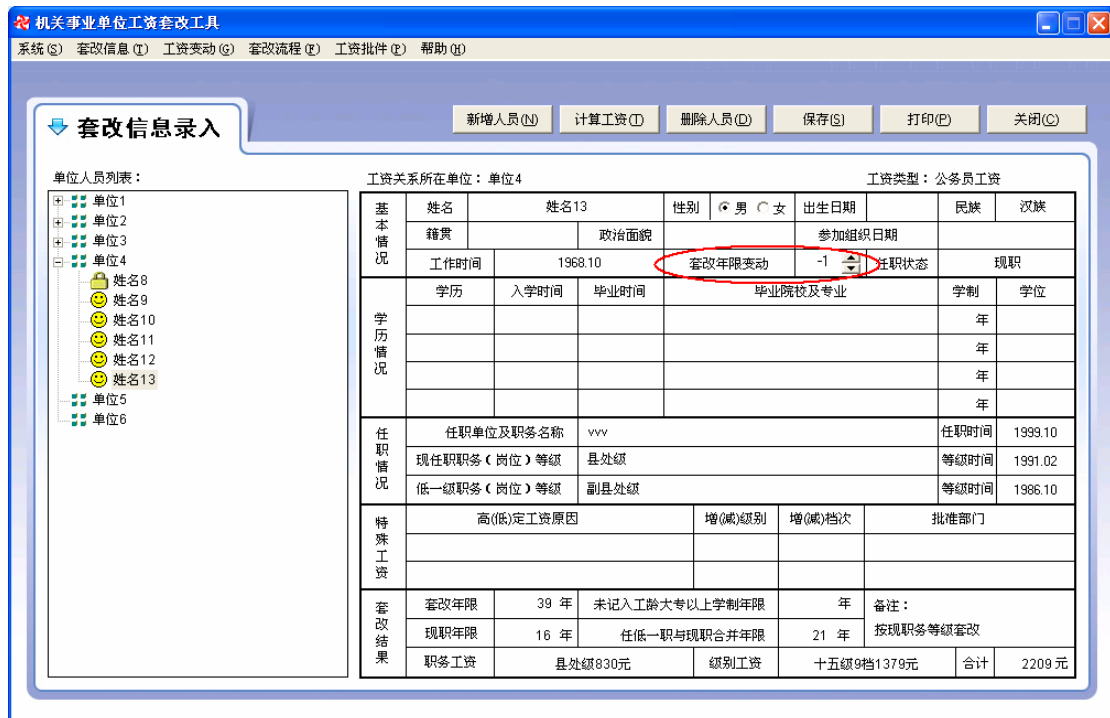 机关事业单位工资套改工具
系统(S) 套改信息(T) 工资变动(G) 套改流程(F) 工资批件(P) 帮助(H)
套改信息录入
新增人员(N) 计算工资(T) 删除人员(D) 保存(S) 打印(P) 关闭(C)
单位人员列表：
单位1
单位2
单位3
单位4
姓名8
姓名9
姓名10
姓名11
姓名12
姓名13
单位5
单位6
工资关系所在单位：单位4 工资类型：公务员工资
基本情况
姓名 姓名13 性别 男 女 出生日期 民族 汉族
籍贯 政治面貌 参加组织日期
工作时间 1968.10 套改年限变动 -1 任职状态 现职
学历情况
学历 入学时间 毕业时间 毕业院校及专业 学制 学位
年
年
年
年
任职情况
任职单位及职务名称 vvv 任职时间 1999.10
现任职职务(岗位)等级 县处级 等级时间 1991.02
低一级职务(岗位)等级 副县处级 等级时间 1986.10
特殊工资
高(低)定工资原因 增(减)级别 增(减)档次 批准部门
套改结果
套改年限 39 年 未记入工龄大专以上学制年限 年 备注：
现职年限 16 年 任低一职与现职合并年限 21 年 按现职务等级套改
职务工资 县处级830元 级别工资 十五级9档1379元 合计 2209元